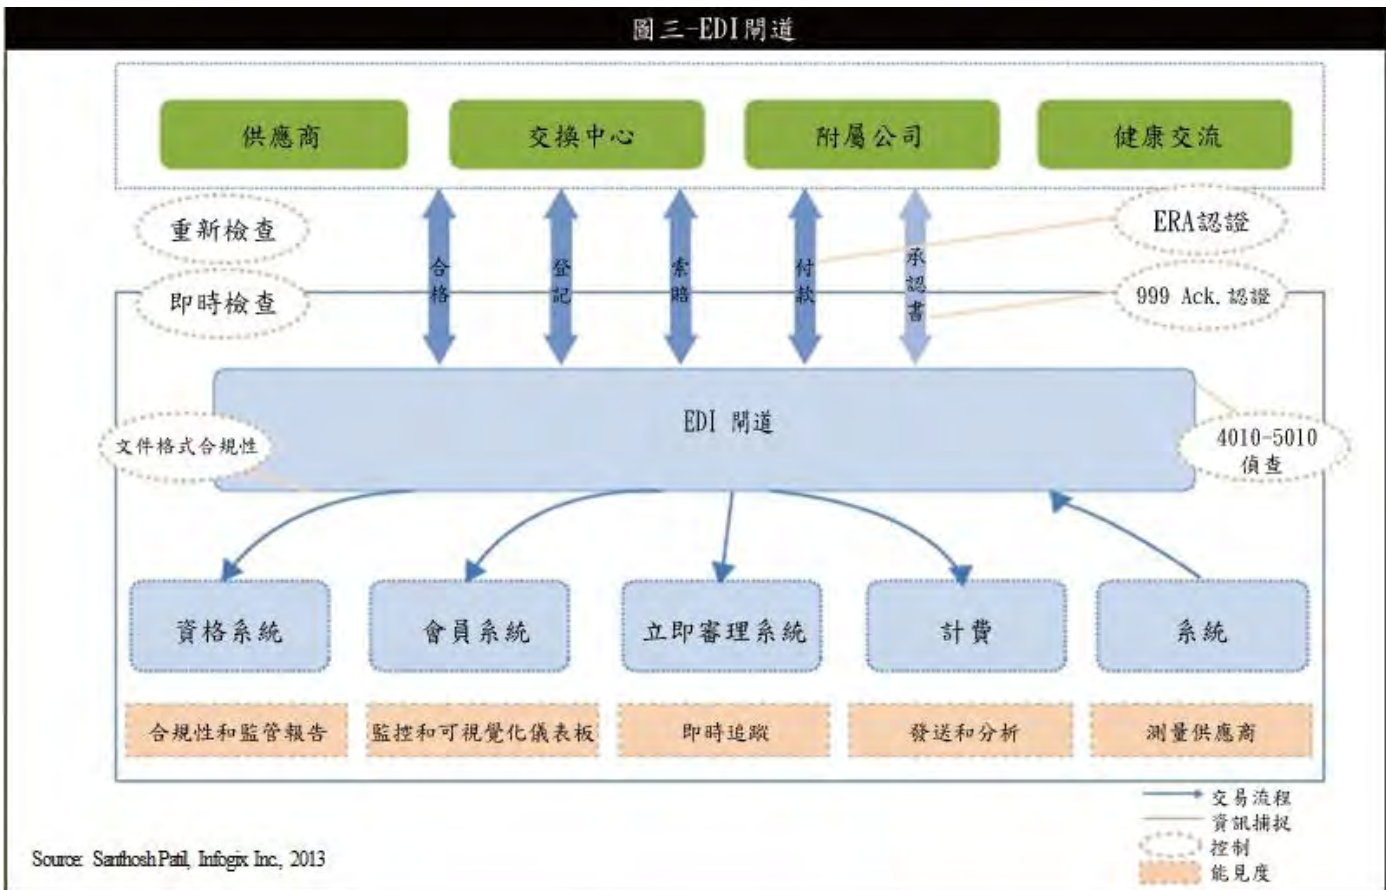 圖三-EDI閘道
供應商
交換中心
附屬公司
健康交流
重新檢查
ERA認證
合格
登記
索賠
付款
承認書
即時檢查
999 Ack.認證
EDI 閘道
文件格式合規性
4010-5010
偵查
資格系統
會員系統
立即審理系統
計費
系統
合規性和監管報告
監控和可視覺化儀表板
即時追蹤
發送和分析
測量供應商
交易流程
資訊捕捉
控制
能見度
Source: Santhosh Patil, Infogix Inc., 2013